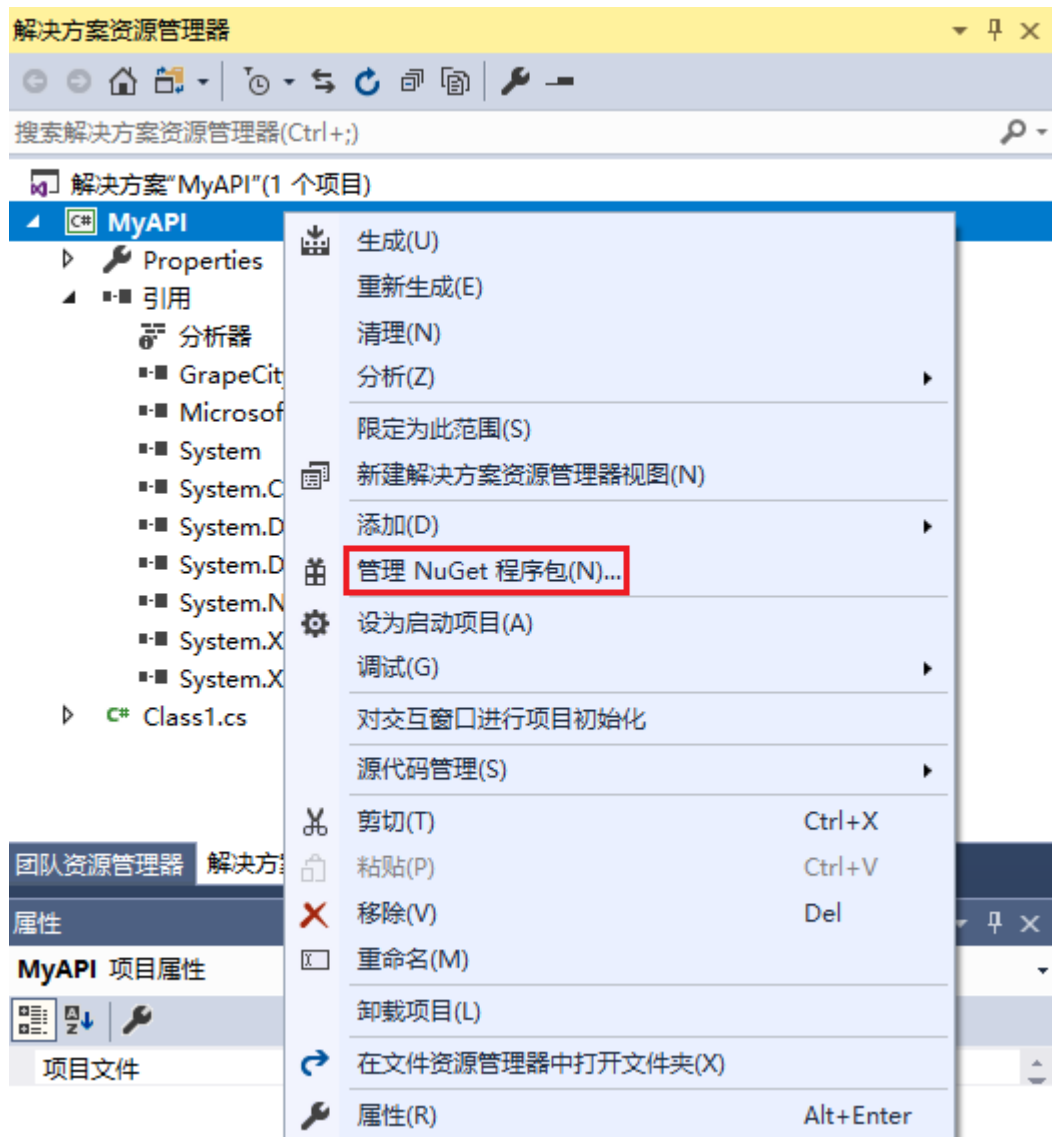 解决方案资源管理器
搜索解决方案资源管理器(Ctrl+;)
解决方案"MyAPI"(1 个项目)
C# MyAPI
Properties
引用
分析器
GrapeCit
Microsof
System
System.C
System.D
System.D
System.N
System.X
System.X
C# Class1.cs
生成(U)
重新生成(E)
清理(N)
分析(Z)
限定为此范围(S)
新建解决方案资源管理器视图(N)
添加(D)
管理 NuGet 程序包(N)...
设为启动项目(A)
调试(G)
对交互窗口进行项目初始化
源代码管理(S)
剪切(T) Ctrl+X
粘贴(P) Ctrl+V
移除(V) Del
重命名(M)
卸载项目(L)
在文件资源管理器中打开文件夹(X)
属性(R) Alt+Enter
团队资源管理器 解决方
属性
MyAPI 项目属性
项目文件